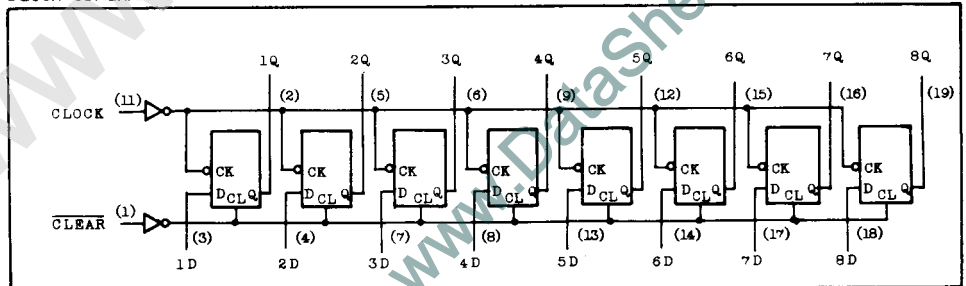 1Q 2Q 3Q 4Q 5Q 6Q 7Q 8Q
(11) (2) (5) (6) (9) (12) (15) (16) (19)
CLOCK
CK CK CK CK CK CK CK CK
D Q D Q D Q D Q D Q D Q D Q D Q
CL CL CL CL CL CL CL CL
CLEAR (1)
(3) (4) (7) (8) (13) (14) (17) (18)
1D 2D 3D 4D 5D 6D 7D 8D
www.DataShe